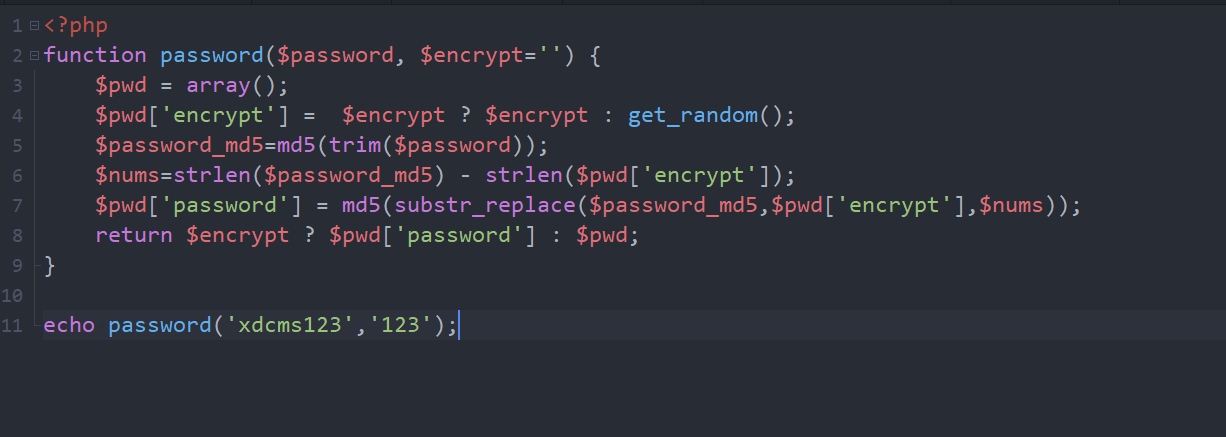 1 <?php
2 function password($password, $encrypt='') {
3     $pwd = array();
4     $pwd['encrypt'] =  $encrypt ? $encrypt : get_random();
5     $password_md5=md5(trim($password));
6     $nums=strlen($password_md5) - strlen($pwd['encrypt']);
7     $pwd['password'] = md5(substr_replace($password_md5,$pwd['encrypt'],$nums));
8     return $encrypt ? $pwd['password'] : $pwd;
9 }
10
11 echo password('xdcms123','123');